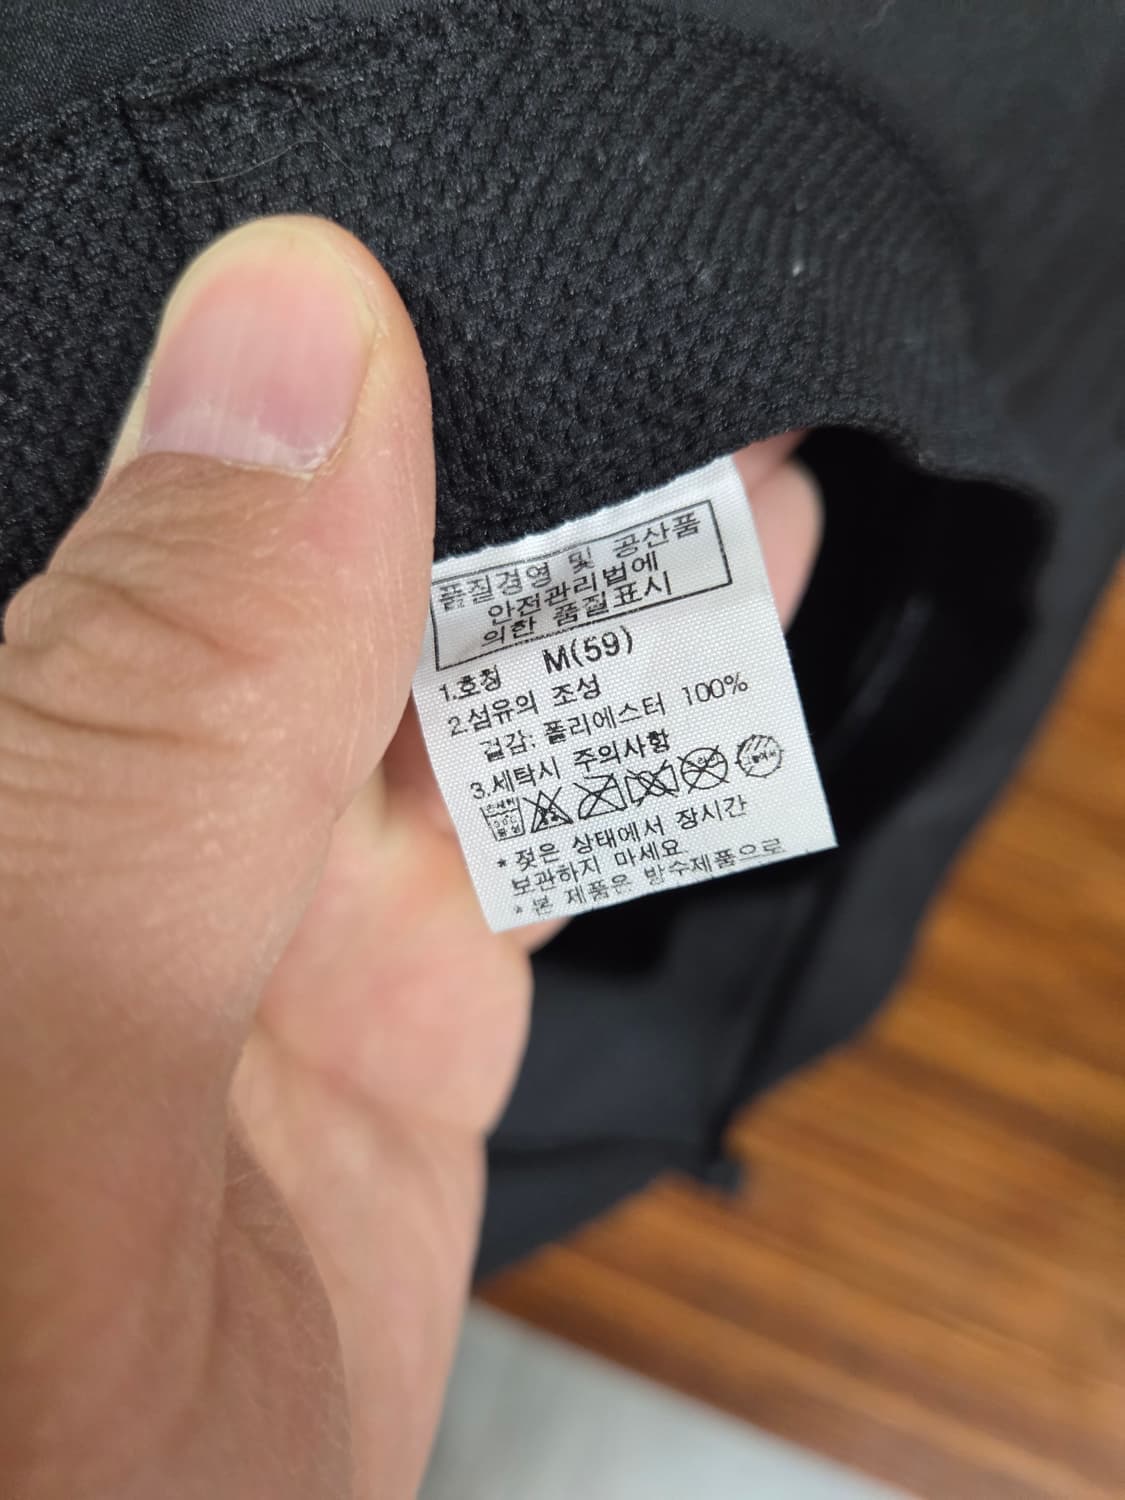 품질경영 및 공산품
안전관리법에
의한 품질표시
1.호칭 M(59)
2.섬유의 조성
겉감: 폴리에스터 100%
3.세탁시 주의사항
* 젖은 상태에서 장시간
보관하지 마세요
* 본 제품은 방수제품으로